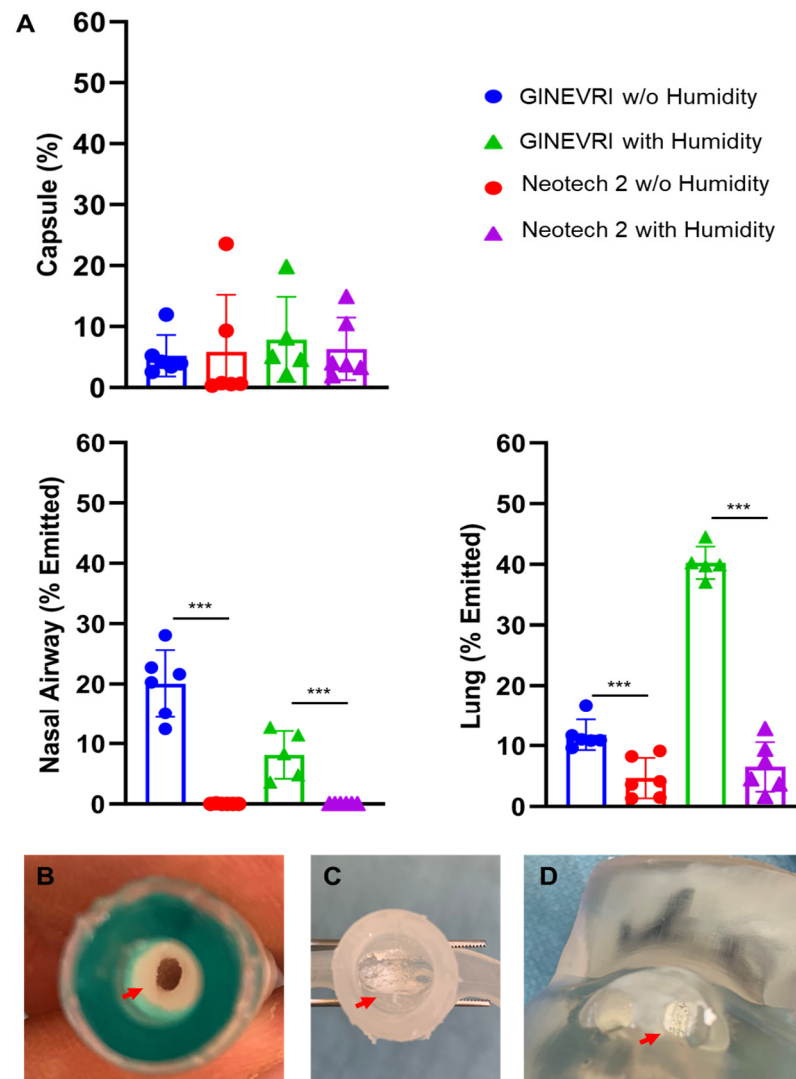 A
60
50
40
30
20
10
0
Capsule (%)
GINEVRI w/o Humidity
GINEVRI with Humidity
Neotech 2 w/o Humidity
Neotech 2 with Humidity
60
50
40
30
20
10
0
Nasal Airway (% Emitted)
***
***
60
50
40
30
20
10
0
Lung (% Emitted)
***
***
B
C
D